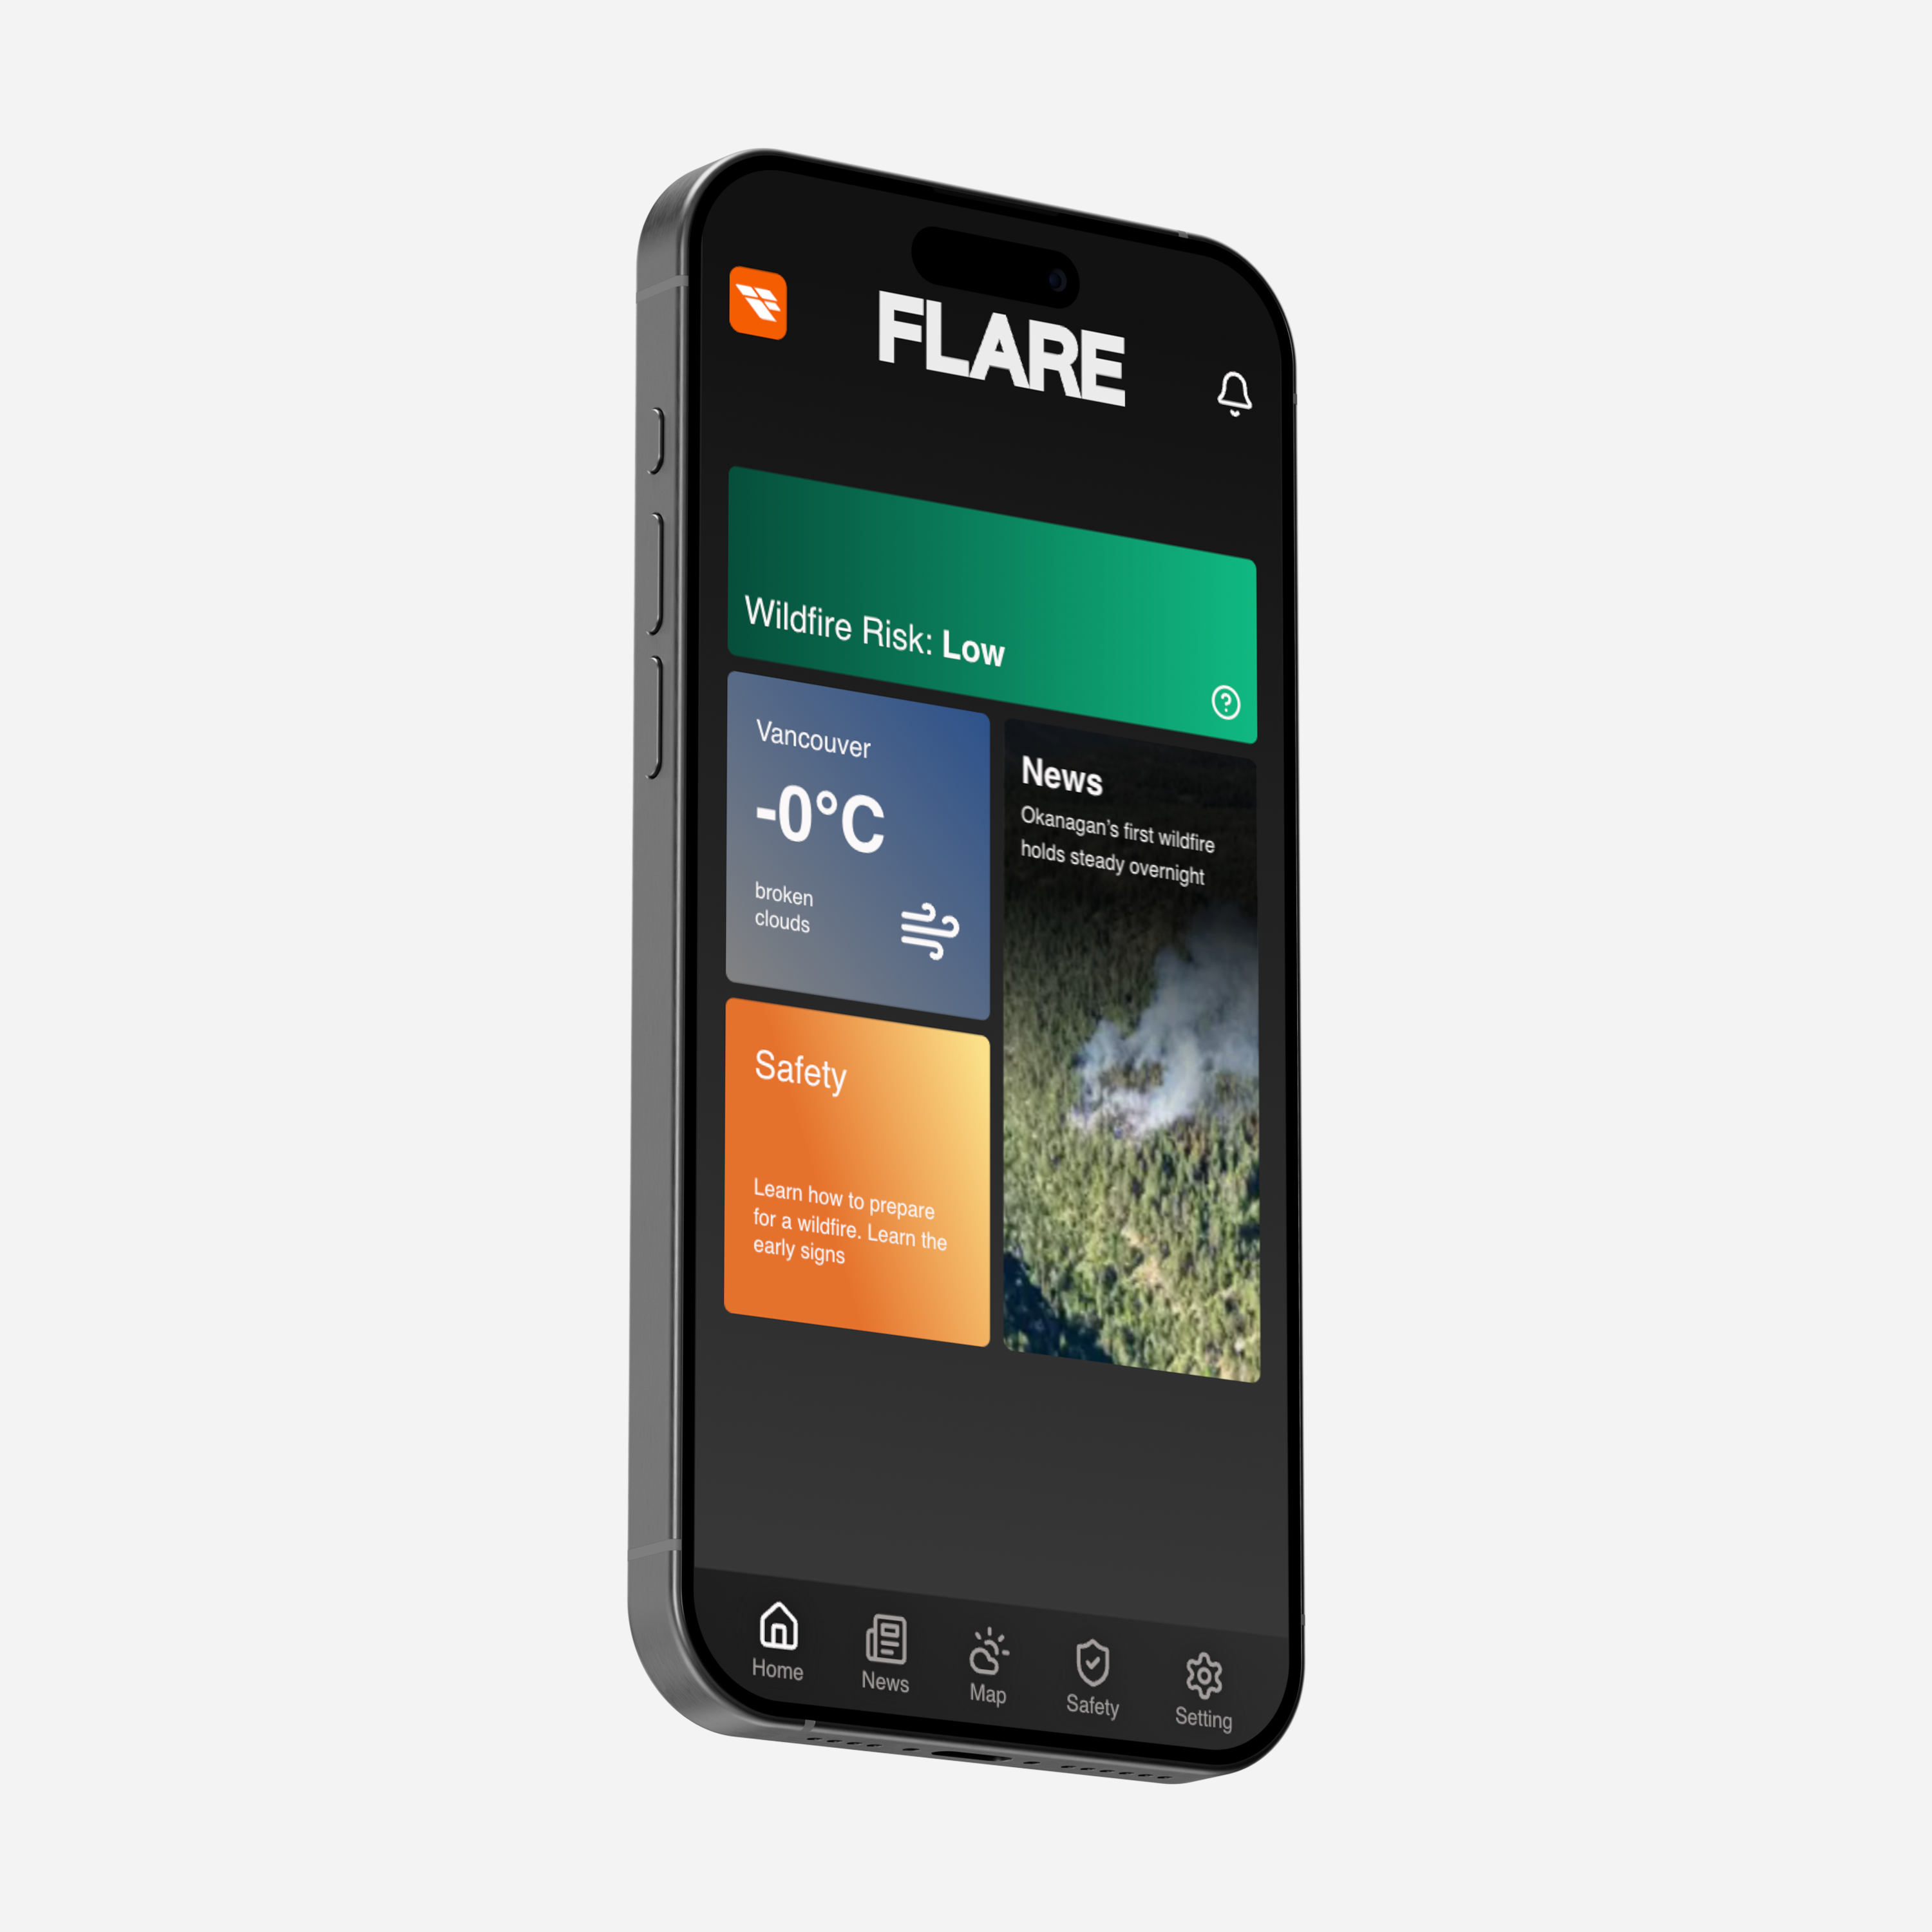 FLARE
Wildfire Risk: Low
Vancouver
-0°C
broken
clouds
News
Okanagan’s first wildfire
holds steady overnight
Safety
Learn how to prepare
for a wildfire. Learn the
early signs
Home
News
Map
Safety
Setting